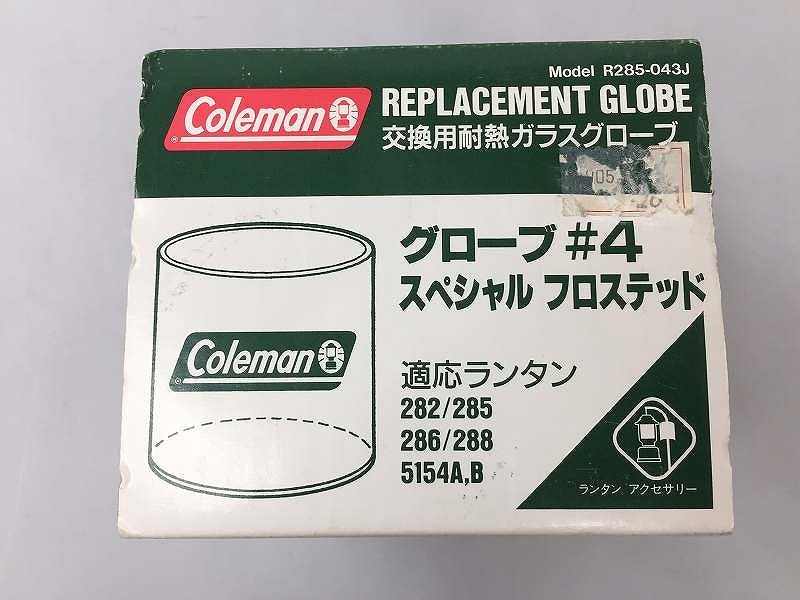 Model R285-043J
Coleman
®
REPLACEMENT GLOBE
交換用耐熱ガラスグローブ
05
グローブ #4
スペシャル フロステッド
Coleman
®
適応ランタン
282/285
286/288
5154A,B
ランタン アクセサリー